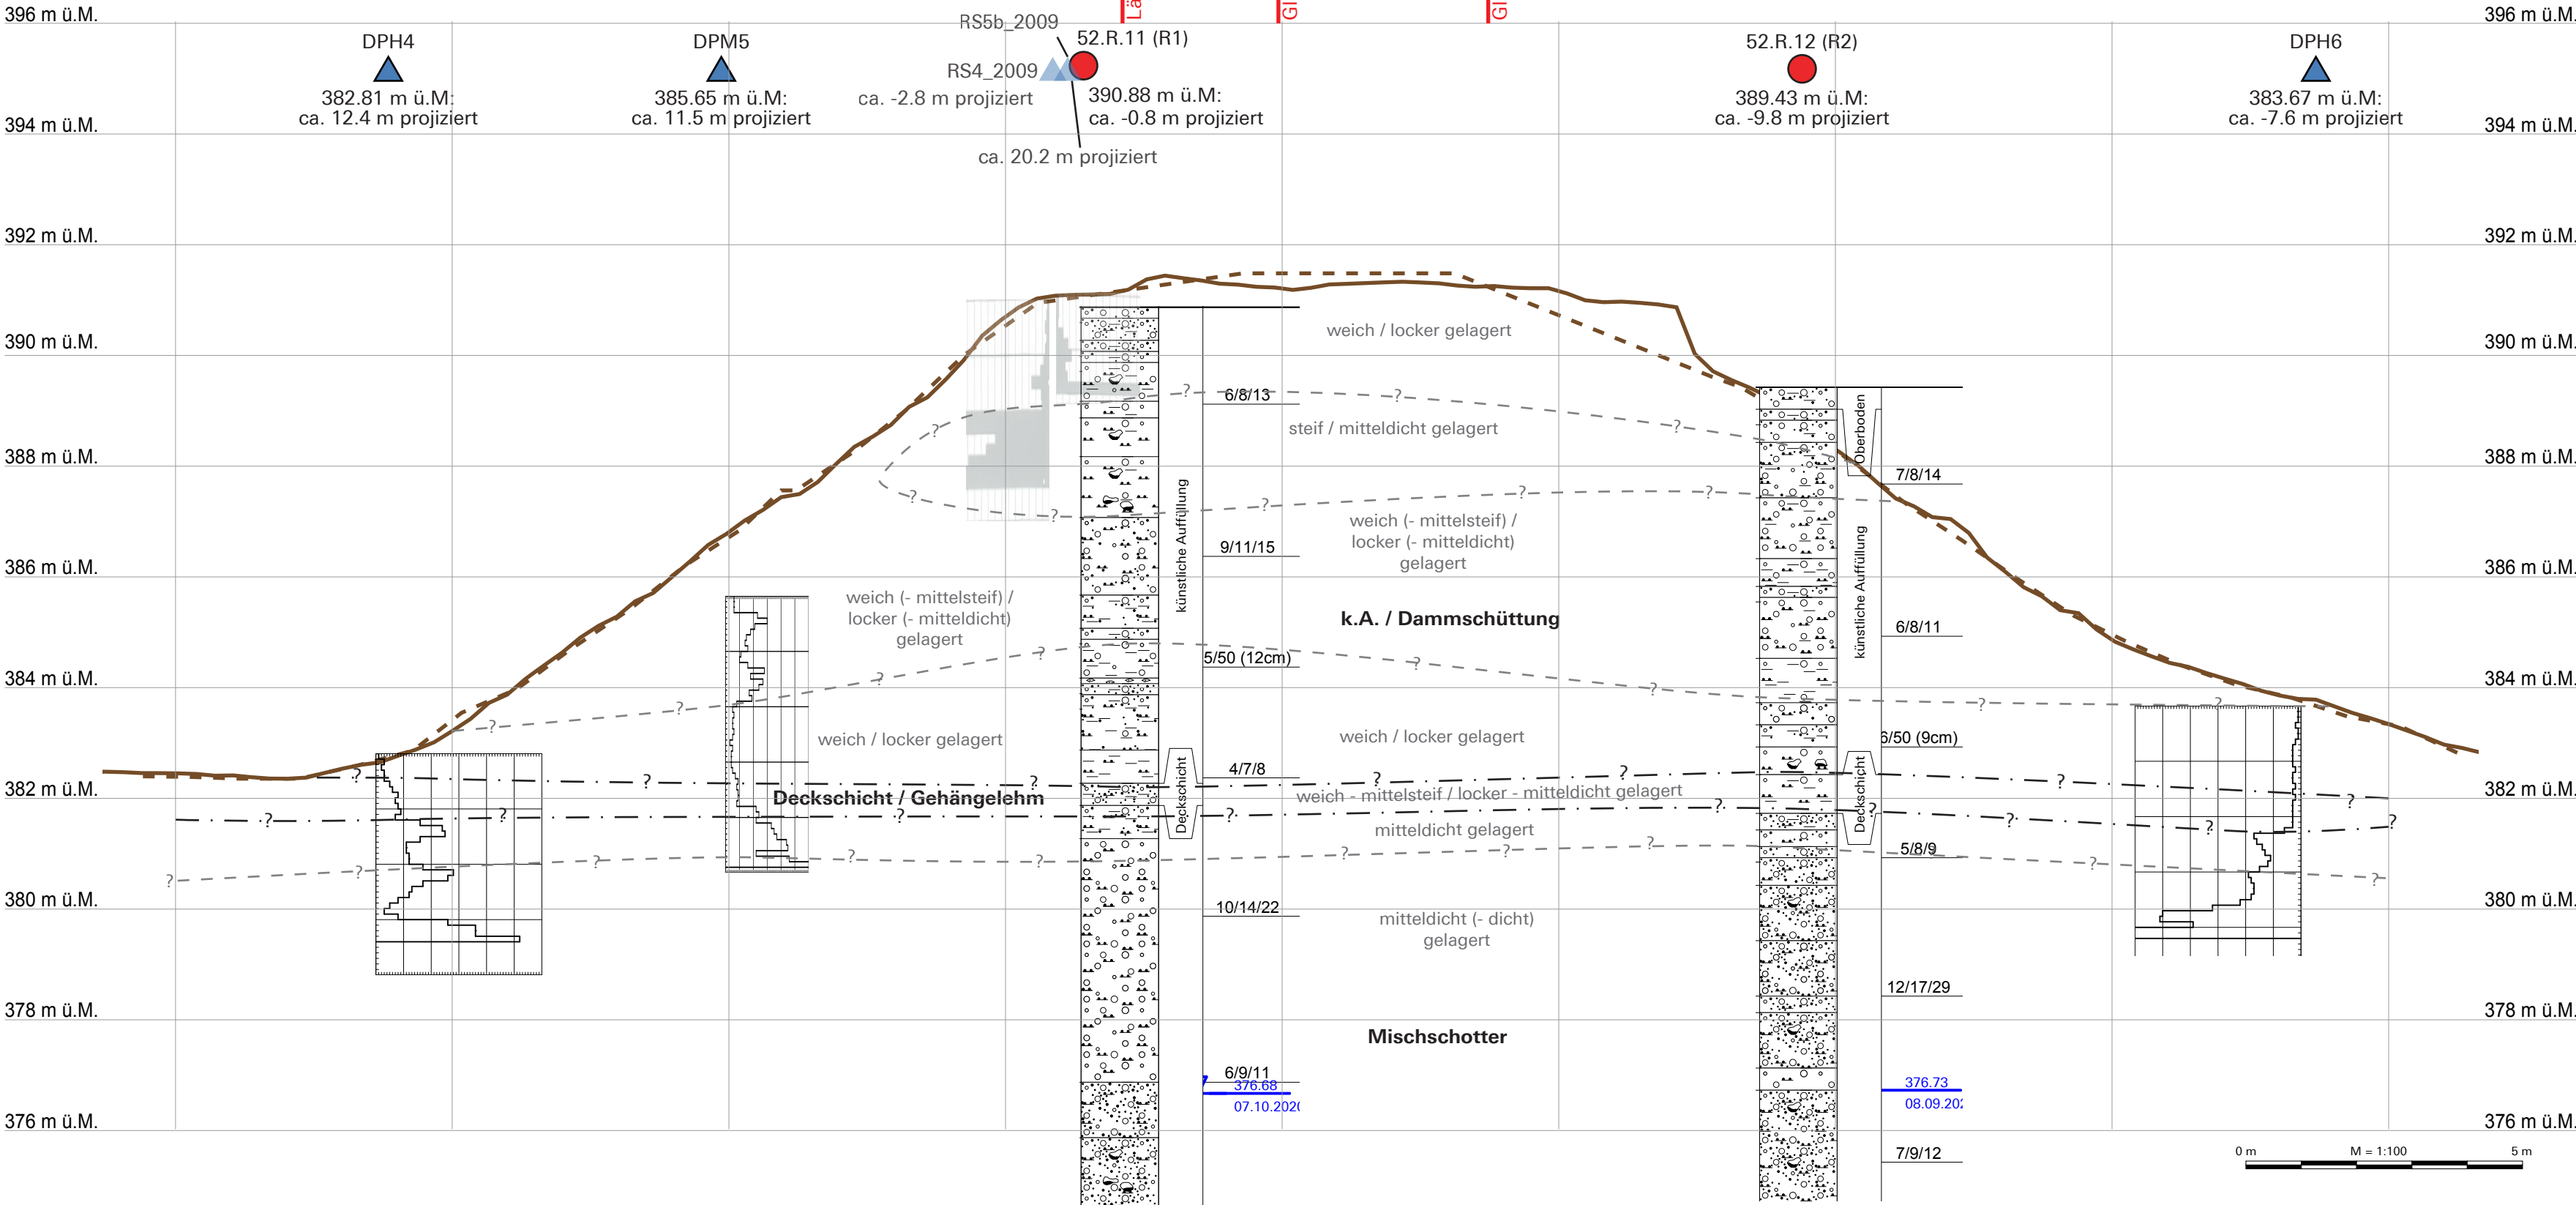 396 m ü.M.
396 m ü.M.
RS5b_2009
DPH4
DPM5
52.R.11 (R1)
52.R.12 (R2)
DPH6
RS4_2009
382.81 m ü.M:
ca. 12.4 m projiziert
385.65 m ü.M:
ca. 11.5 m projiziert
ca. -2.8 m projiziert
390.88 m ü.M:
ca. -0.8 m projiziert
389.43 m ü.M:
ca. -9.8 m projiziert
383.67 m ü.M:
ca. -7.6 m projiziert
394 m ü.M.
394 m ü.M.
ca. 20.2 m projiziert
392 m ü.M.
392 m ü.M.
390 m ü.M.
weich / locker gelagert
390 m ü.M.
6/8/13
steif / mitteldicht gelagert
Oberboden
388 m ü.M.
388 m ü.M.
7/8/14
künstliche Auffüllung
weich (- mittelsteif) /
locker (- mitteldicht)
gelagert
9/11/15
künstliche Auffüllung
386 m ü.M.
386 m ü.M.
weich (- mittelsteif) /
locker (- mitteldicht)
gelagert
k.A. / Dammschüttung
6/8/11
5/50 (12cm)
384 m ü.M.
384 m ü.M.
weich / locker gelagert
weich / locker gelagert
6/50 (9cm)
4/7/8
382 m ü.M.
382 m ü.M.
Deckschicht / Gehängelehm
Deckschicht
weich - mittelsteif / locker - mitteldicht gelagert
Deckschicht
mitteldicht gelagert
5/8/9
380 m ü.M.
380 m ü.M.
10/14/22
mitteldicht (- dicht)
gelagert
12/17/29
378 m ü.M.
378 m ü.M.
Mischschotter
6/9/11
376.68
07.10.202
376.73
08.09.202
376 m ü.M.
376 m ü.M.
7/9/12
0 m
M = 1:100
5 m